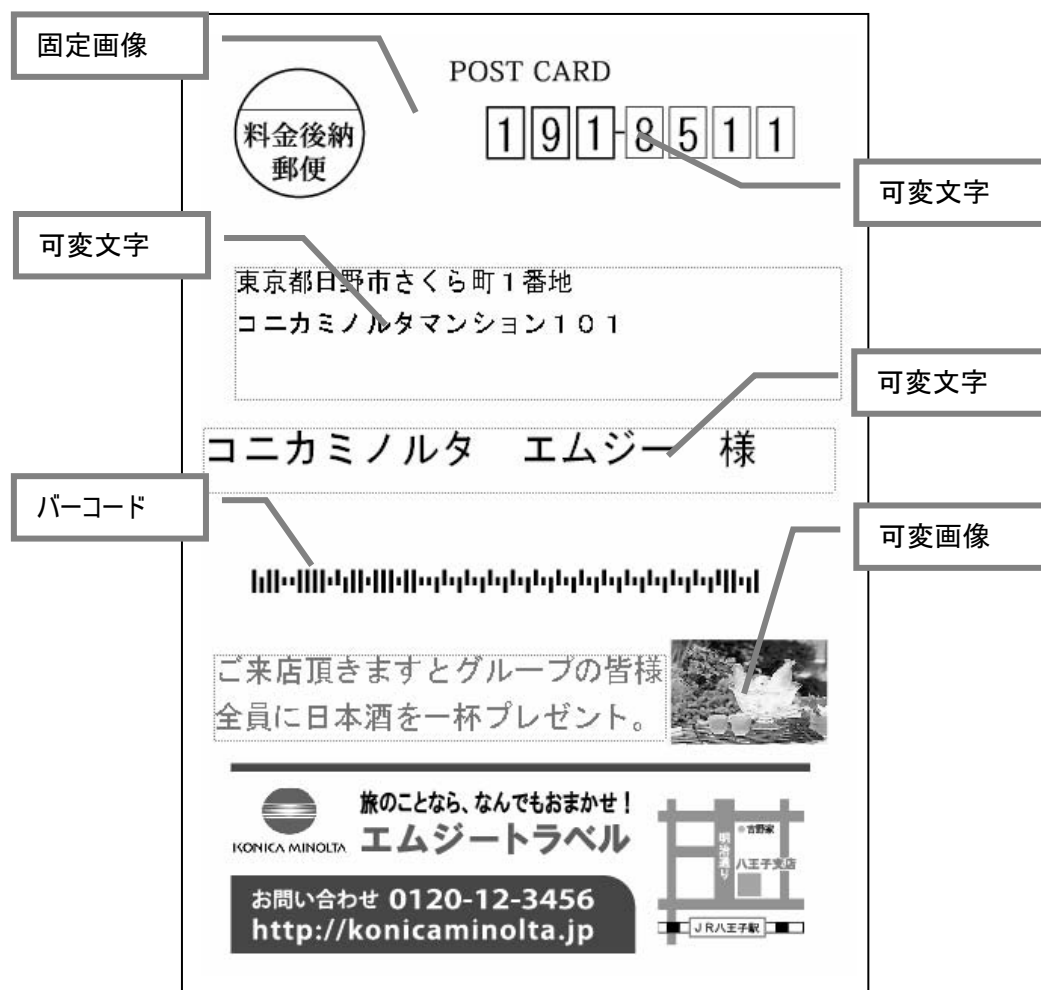 固定画像
POST CARD
料金後納
郵便
191-8511
可変文字
可変文字
東京都日野市さくら町１番地
コニカミノルタマンション１０１
可変文字
コニカミノルタ　エムジー　様
バーコード
可変画像
ご来店頂きますとグループの皆様
全員に日本酒を一杯プレゼント。
KONICA MINOLTA
旅のことなら、なんでもおまかせ！
エムジートラベル
お問い合わせ 0120-12-3456
http://konicaminolta.jp
吉野家
明治通り
八王子支店
ＪＲ八王子駅